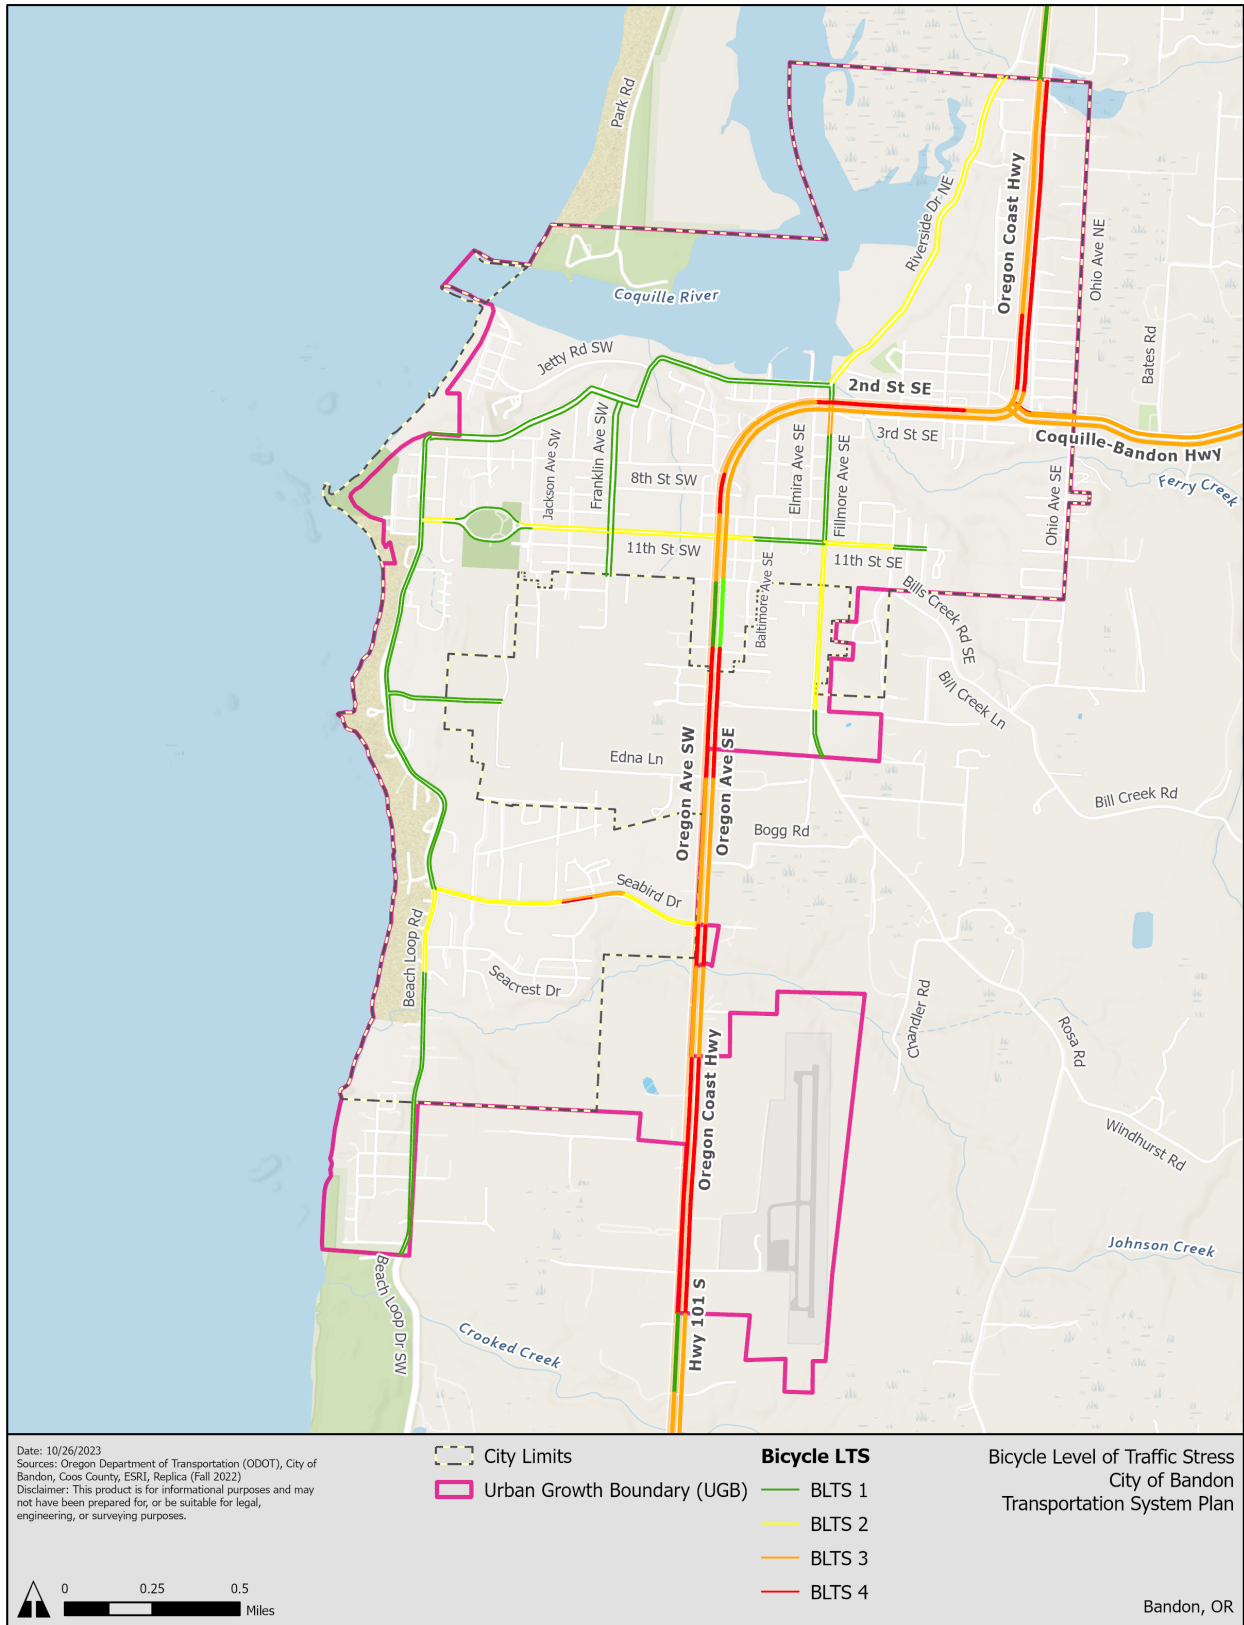 Park Rd
Riverside Dr NE
Oregon Coast Hwy
Ohio Ave NE
Coquille River
Bates Rd
Jetty Rd SW
2nd St SE
3rd St SE
Coquille-Bandon Hwy
Jackson Ave SW
Franklin Ave SW
8th St SW
Elmira Ave SE
Fillmore Ave SE
Ferry Creek
Ohio Ave SE
11th St SW
11th St SE
Baltimore Ave SE
Bills Creek Rd SE
Bill Creek Ln
Edna Ln
Oregon Ave SW
Oregon Ave SE
Bill Creek Rd
Bogg Rd
Seabird Dr
Beach Loop Rd
Seacrest Dr
Chandler Rd
Rosa Rd
Oregon Coast Hwy
Windhurst Rd
Johnson Creek
Beach Loop Dr SW
Hwy 101 S
Crooked Creek
Date: 10/26/2023
Sources: Oregon Department of Transportation (ODOT), City of
Bandon, Coos County, ESRI, Replica (Fall 2022)
Disclaimer: This product is for informational purposes and may
not have been prepared for, or be suitable for legal,
engineering, or surveying purposes.
0 0.25 0.5
Miles
City Limits
Urban Growth Boundary (UGB)
Bicycle LTS
BLTS 1
BLTS 2
BLTS 3
BLTS 4
Bicycle Level of Traffic Stress
City of Bandon
Transportation System Plan
Bandon, OR